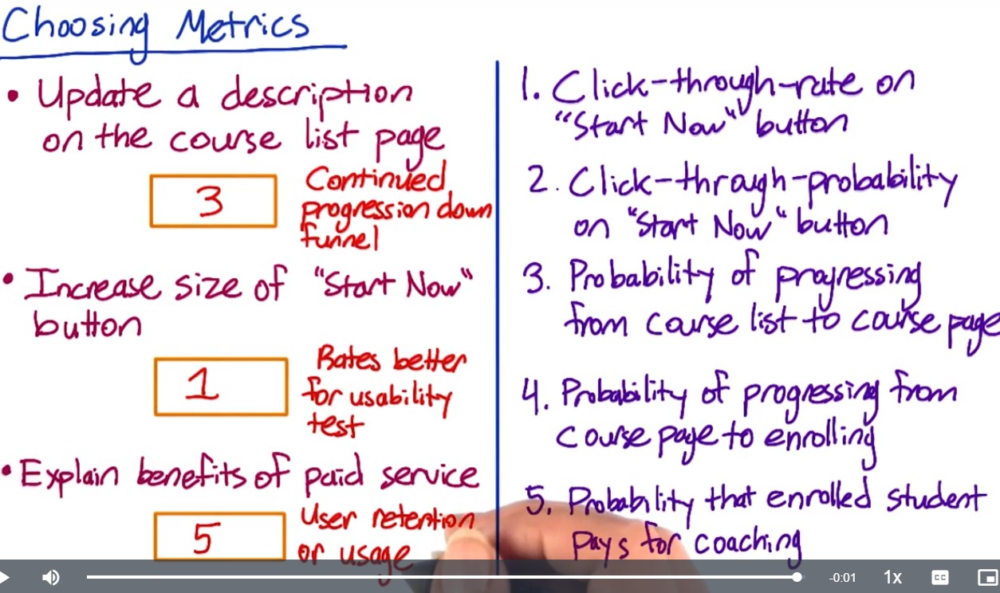 Choosing Metrics
• Update a description
on the course list page
3
Continued
progression down
funnel
• Increase size of "Start Now"
button
1
Rates better
for usability
test
• Explain benefits of paid service
5
User retention
or usage
1. Click-through-rate on
"Start Now" button
2. Click-through-probability
on "Start Now" button
3. Probability of progressing
from course list to course page
4. Probability of progressing from
course page to enrolling
5. Probability that enrolled student
pays for coaching
-0:01 1x CC